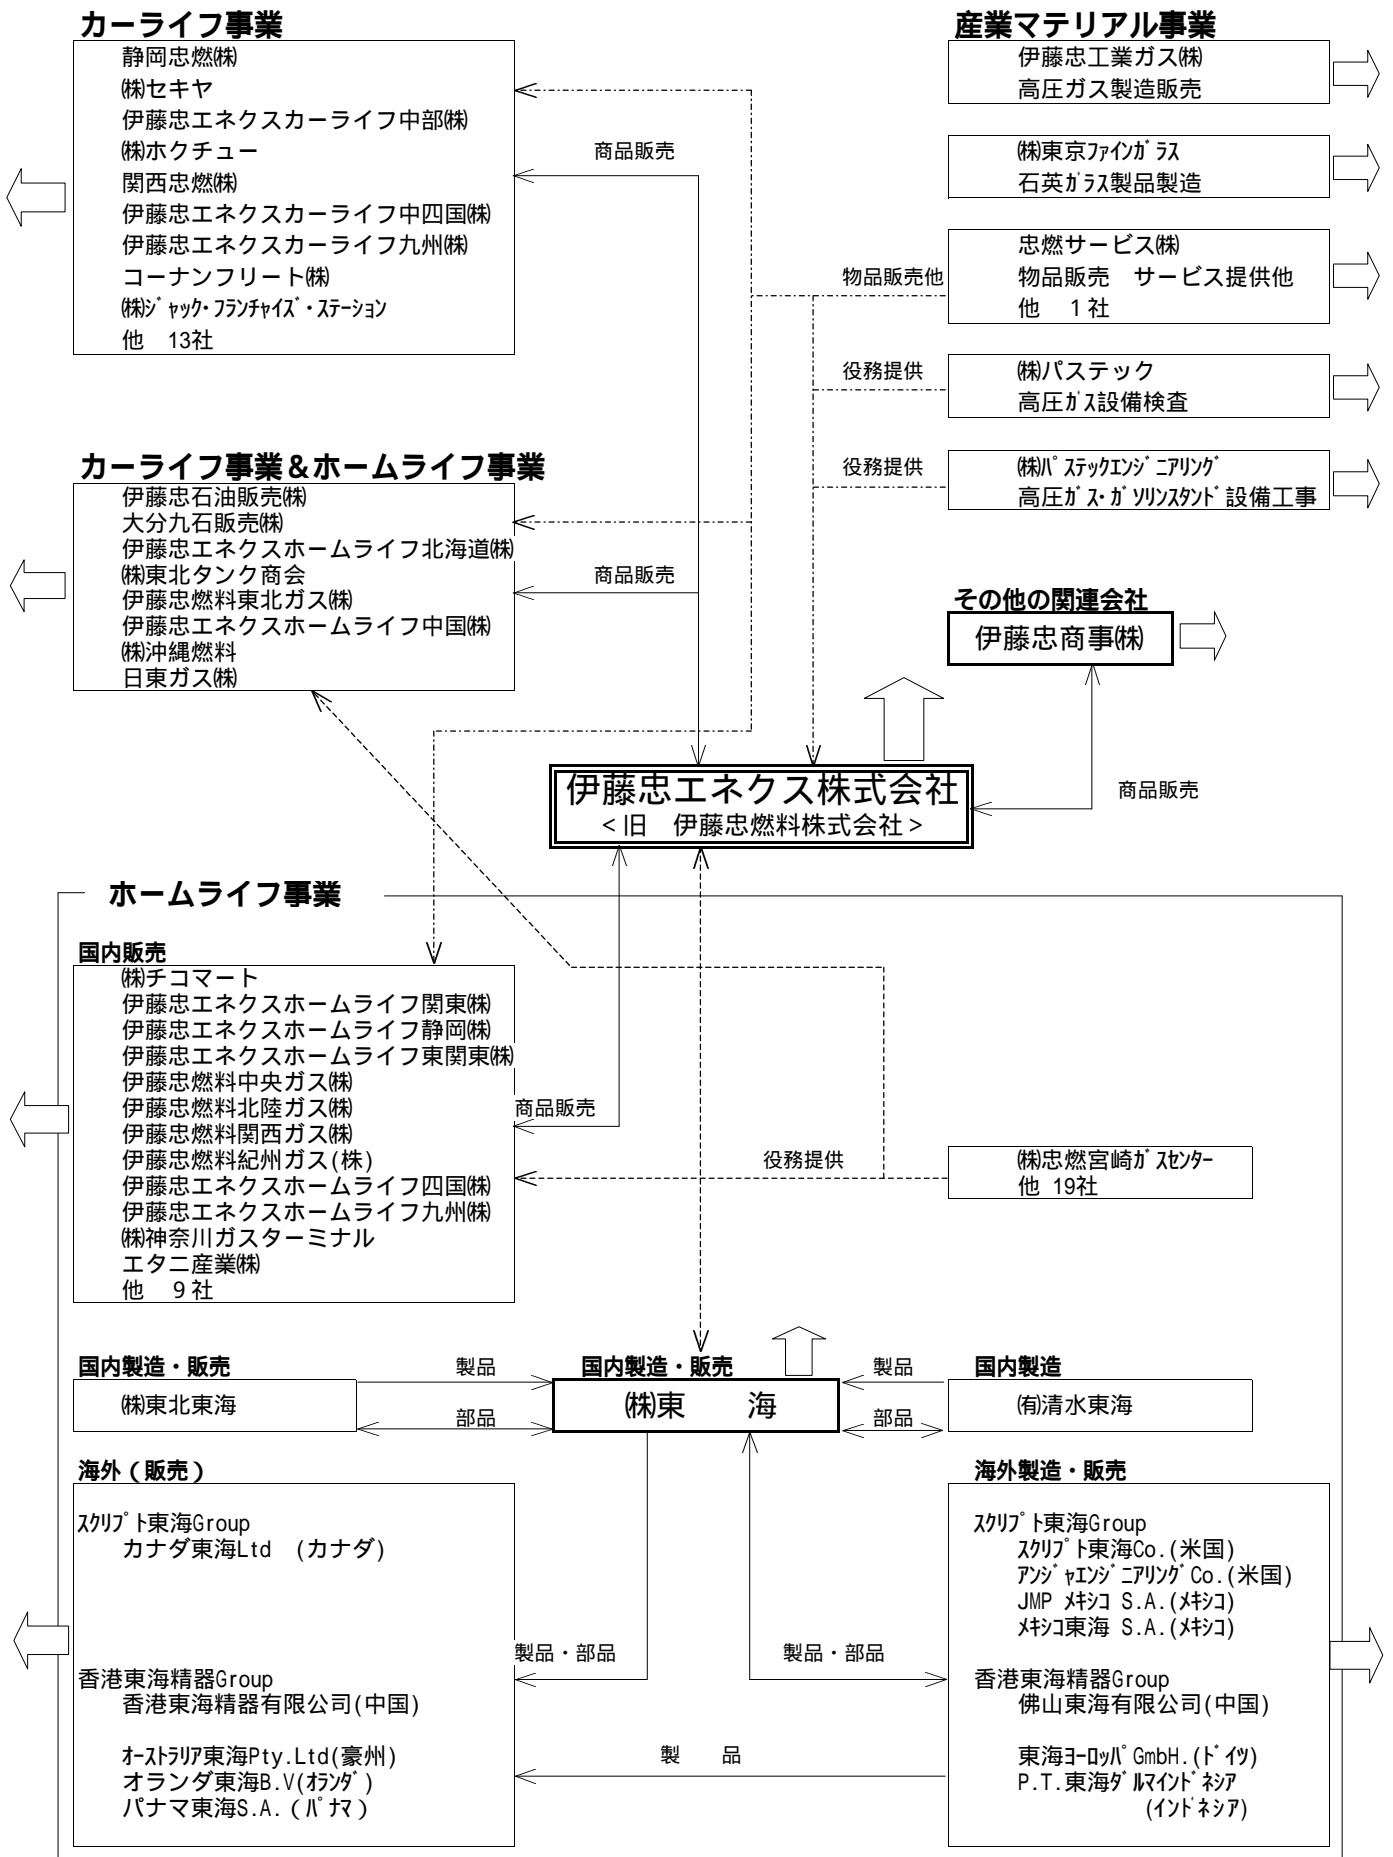 カーライフ事業
静岡忠燃㈱
㈱セキヤ
伊藤忠エネクスカーライフ中部㈱
㈱ホクチュー
関西忠燃㈱
伊藤忠エネクスカーライフ中四国㈱
伊藤忠エネクスカーライフ九州㈱
コーナンフリート㈱
㈱ｼﾞｬｯｸ・ﾌﾗﾝﾁｬｲｽﾞ・ｽﾃｰｼｮﾝ
他　13社
商品販売
産業マテリアル事業
伊藤忠工業ガス㈱
高圧ガス製造販売
㈱東京ﾌｧｲﾝｶﾞﾗｽ
石英ｶﾞﾗｽ製品製造
物品販売他
忠燃サービス㈱
物品販売　サービス提供他
他　１社
役務提供
㈱パステック
高圧ｶﾞｽ設備検査
役務提供
㈱ﾊﾟｽﾃｯｸｴﾝｼﾞﾆｱﾘﾝｸﾞ
高圧ｶﾞｽ・ｶﾞｿﾘﾝｽﾀﾝﾄﾞ設備工事
カーライフ事業＆ホームライフ事業
伊藤忠石油販売㈱
大分九石販売㈱
伊藤忠エネクスホームライフ北海道㈱
㈱東北タンク商会
伊藤忠燃料東北ガス㈱
伊藤忠エネクスホームライフ中国㈱
㈱沖縄燃料
日東ガス㈱
商品販売
その他の関連会社
伊藤忠商事㈱
伊藤忠エネクス株式会社
＜旧　伊藤忠燃料株式会社＞
商品販売
ホームライフ事業
国内販売
㈱チコマート
伊藤忠エネクスホームライフ関東㈱
伊藤忠エネクスホームライフ静岡㈱
伊藤忠エネクスホームライフ東関東㈱
伊藤忠燃料中央ガス㈱
伊藤忠燃料北陸ガス㈱
伊藤忠燃料関西ガス㈱
伊藤忠燃料紀州ガス(株)
伊藤忠エネクスホームライフ四国㈱
伊藤忠エネクスホームライフ九州㈱
㈱神奈川ガスターミナル
エタニ産業㈱
他　９社
商品販売
役務提供
㈱忠燃宮崎ｶﾞｽｾﾝﾀｰ
他 19社
国内製造・販売
㈱東北東海
製品
部品
国内製造・販売
㈱東　　海
製品
部品
国内製造
㈲清水東海
海外（販売）
ｽｸﾘﾌﾟﾄ東海Group
カナダ東海Ltd　(カナダ)
香港東海精器Group
香港東海精器有限公司(中国)
ｵｰｽﾄﾗﾘｱ東海Pty.Ltd(豪州)
オランダ東海B.V(ｵﾗﾝﾀﾞ)
パナマ東海S.A.（ﾊﾟﾅﾏ）
製品・部品
製品・部品
製　品
海外製造・販売
ｽｸﾘﾌﾟﾄ東海Group
ｽｸﾘﾌﾟﾄ東海Co.(米国)
ｱﾝｼﾞｬｴﾝｼﾞﾆｱﾘﾝｸﾞCo.(米国)
JMP ﾒｷｼｺ S.A.(ﾒｷｼｺ)
ﾒｷｼｺ東海 S.A.(ﾒｷｼｺ)
香港東海精器Group
佛山東海有限公司(中国)
東海ﾖｰﾛｯﾊﾟGmbH.(ﾄﾞｲﾂ)
P.T.東海ﾀﾞﾙﾏｲﾝﾄﾞﾈｼｱ
(ｲﾝﾄﾞﾈｼｱ)